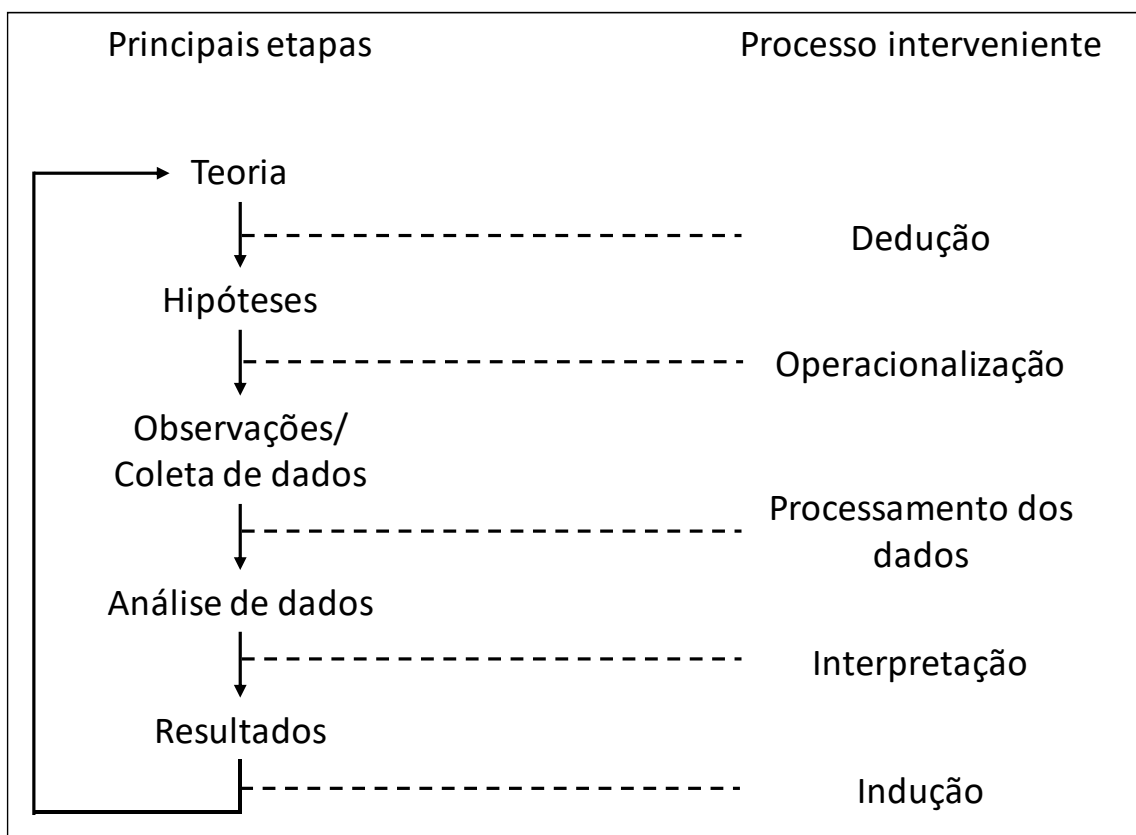 Principais etapas
Processo interveniente
Teoria
Dedução
Hipóteses
Operacionalização
Observações/
Coleta de dados
Processamento dos
dados
Análise de dados
Interpretação
Resultados
Indução